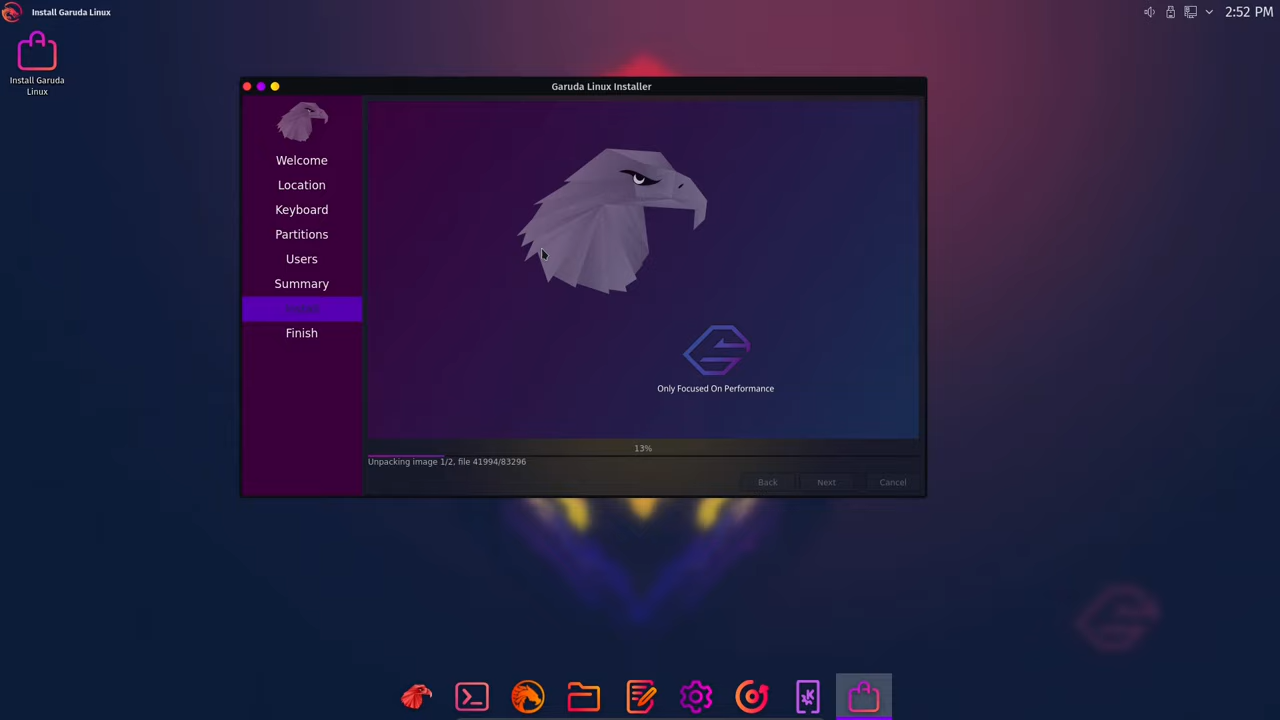 Install Garuda Linux
2:52 PM
Install Garuda
Linux
Garuda Linux Installer
Welcome
Location
Keyboard
Partitions
Users
Summary
Install
Finish
Only Focused On Performance
13%
Unpacking image 1/2, file 41994/83296
Back
Next
Cancel